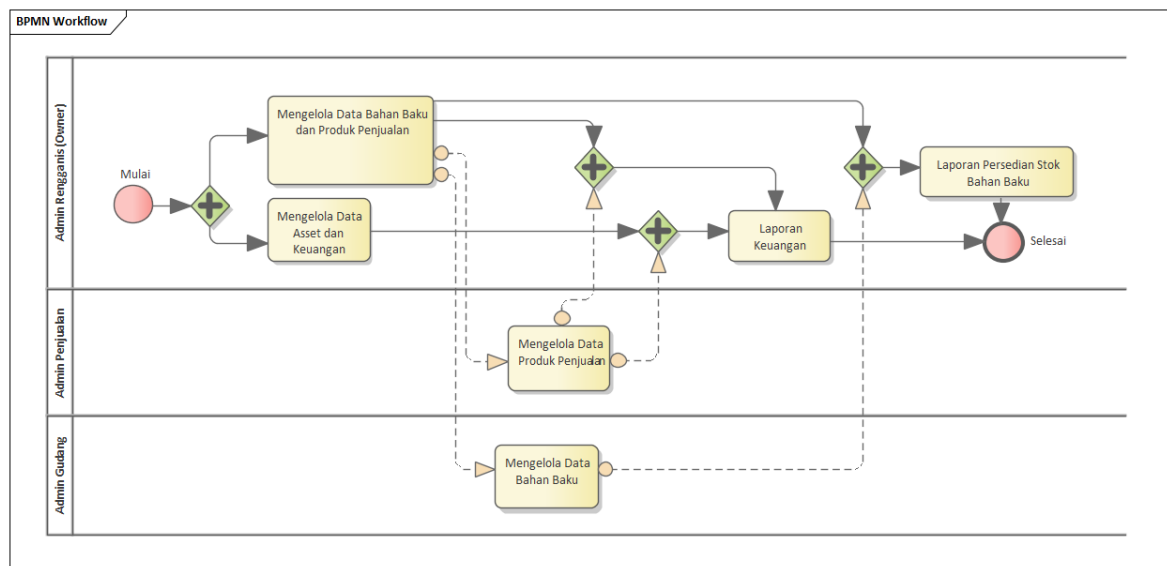 BPMN Workflow
Admin Rengganis (Owner)
Mulai
Mengelola Data Bahan Baku
dan Produk Penjualan
Mengelola Data
Asset dan
Keuangan
Laporan
Keuangan
Laporan Persedian Stok
Bahan Baku
Selesai
Admin Penjualan
Mengelola Data
Produk Penjualan
Admin Gudang
Mengelola Data
Bahan Baku